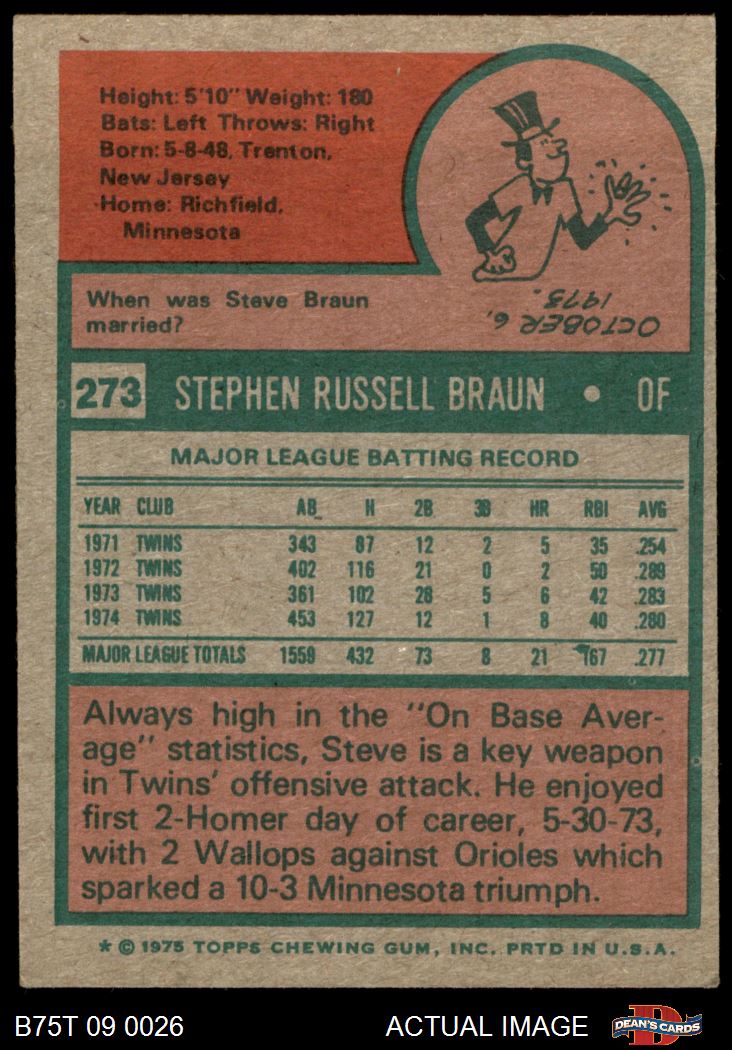 Height: 5'10" Weight: 180
Bats: Left Throws: Right
Born: 5-8-48, Trenton,
New Jersey
Home: Richfield,
Minnesota
When was Steve Braun
married?
OCTOBER 6,
1973.
273 STEPHEN RUSSELL BRAUN • OF
MAJOR LEAGUE BATTING RECORD
YEAR CLUB AB H 2B 3B HR RBI AVG
1971 TWINS 343 87 12 2 5 35 .254
1972 TWINS 402 116 21 0 2 50 .289
1973 TWINS 361 102 28 5 6 42 .283
1974 TWINS 453 127 12 1 8 40 .280
MAJOR LEAGUE TOTALS 1559 432 73 8 21 167 .277
Always high in the "On Base Aver-
age" statistics, Steve is a key weapon
in Twins' offensive attack. He enjoyed
first 2-Homer day of career, 5-30-73,
with 2 Wallops against Orioles which
sparked a 10-3 Minnesota triumph.
* © 1975 TOPPS CHEWING GUM, INC. PRTD IN U.S.A.
B75T 09 0026 ACTUAL IMAGE D DEAN'S CARDS